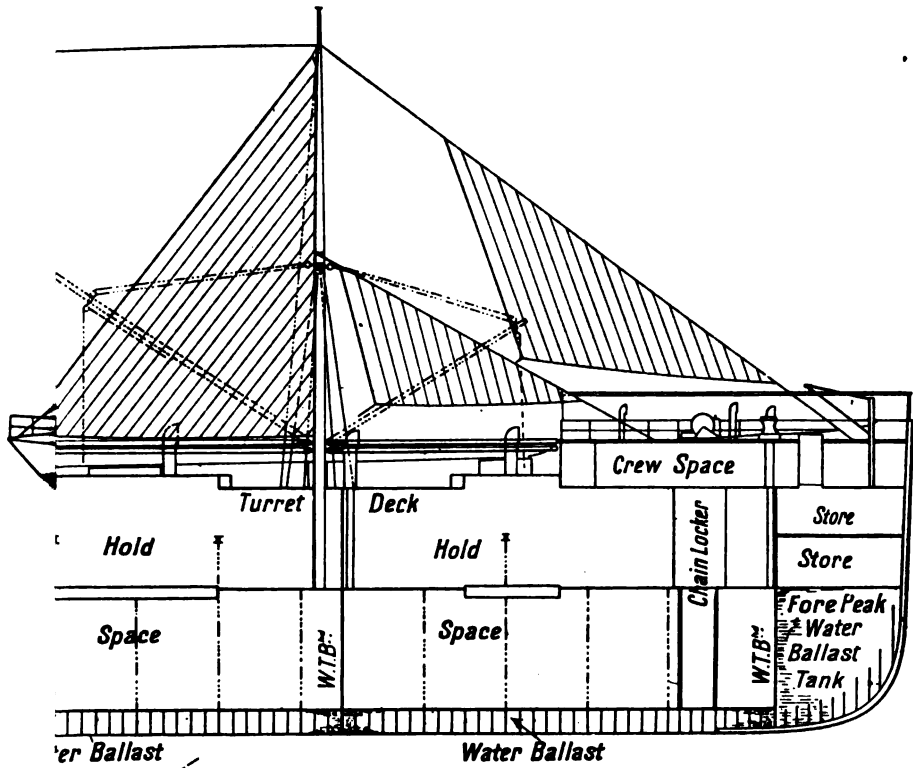 Crew Space
Turret Deck
Store
Hold
Hold
Store
Chain Locker
Fore Peak
Water
Ballast
Tank
Space
Space
W.T.Bᵈ
W.T.Bᵈ
er Ballast
Water Ballast